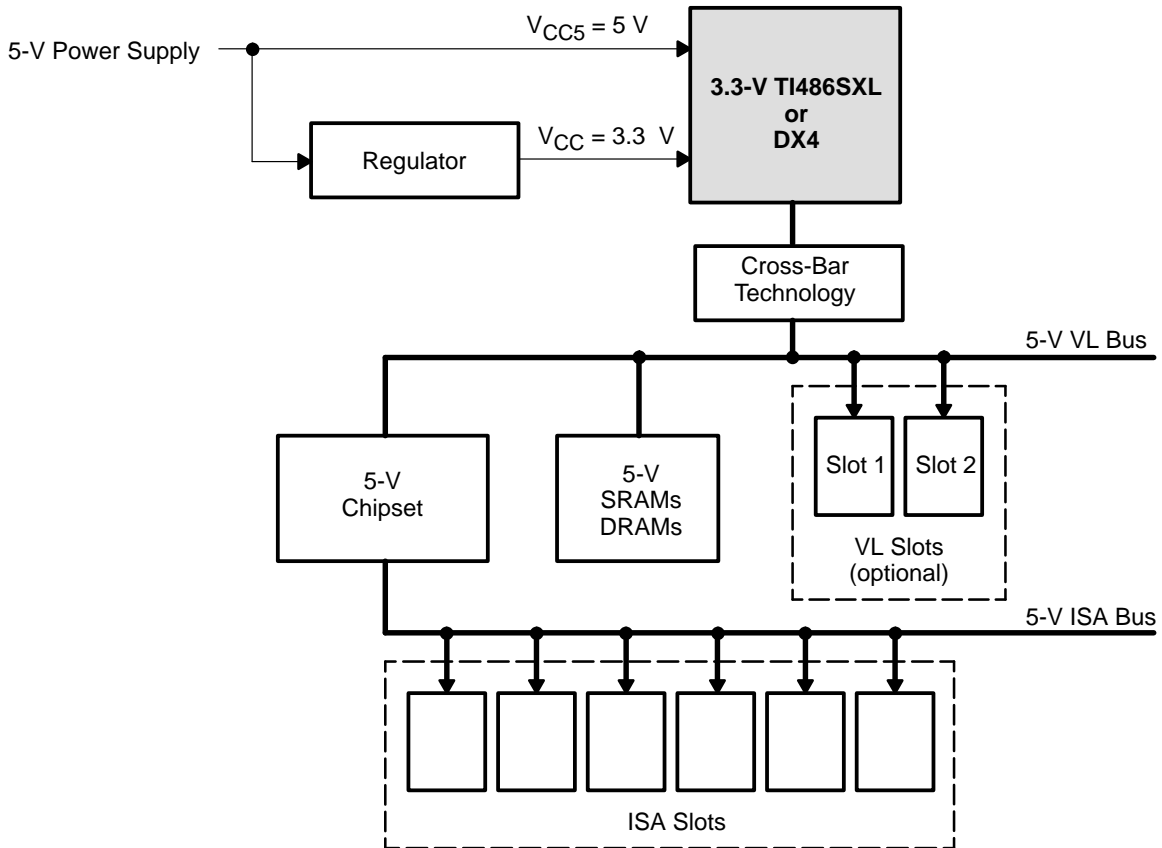 V_CC5 = 5 V
5-V Power Supply
3.3-V TI486SXL
or
DX4
V_CC = 3.3 V
Regulator
Cross-Bar
Technology
5-V VL Bus
5-V
Chipset
5-V
SRAMs
DRAMs
Slot 1
Slot 2
VL Slots
(optional)
5-V ISA Bus
ISA Slots